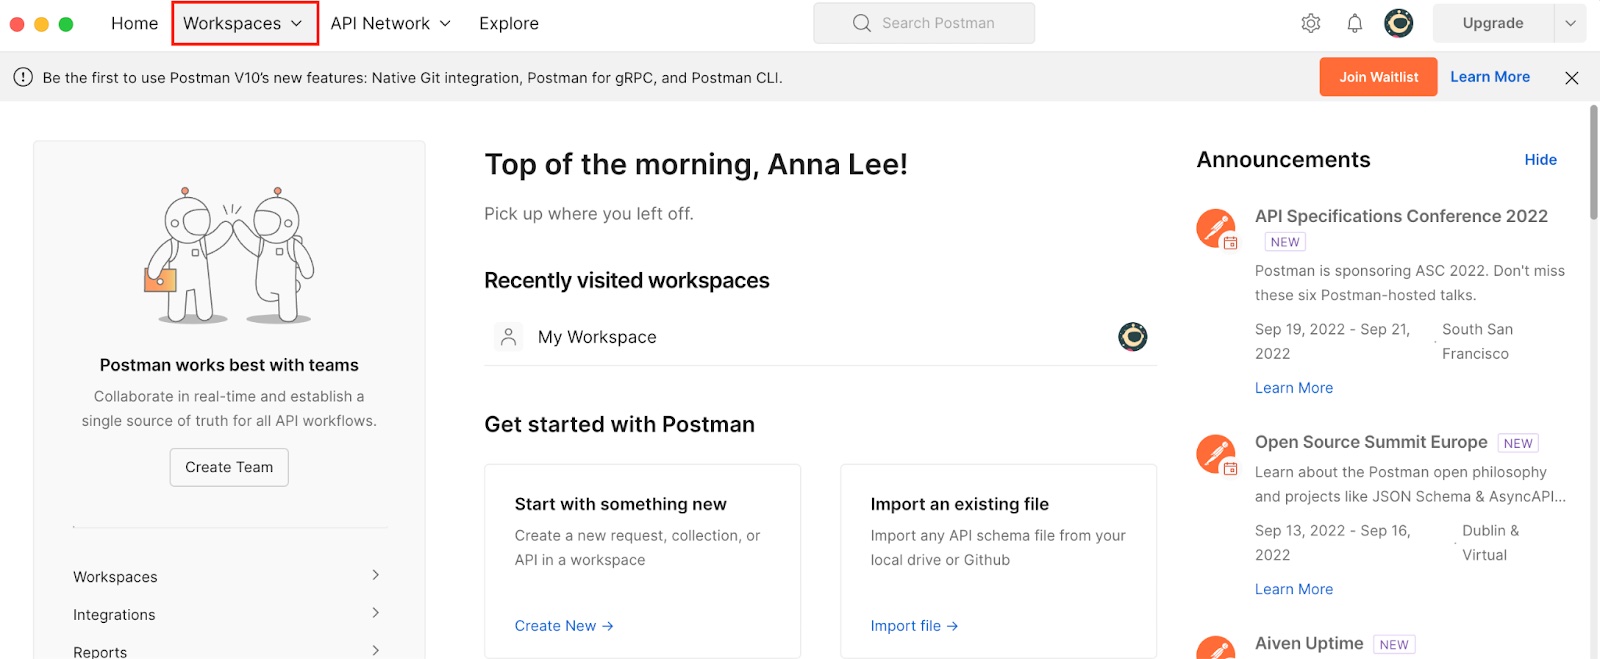 Home Workspaces API Network Explore Search Postman Upgrade
Be the first to use Postman V10’s new features: Native Git integration, Postman for gRPC, and Postman CLI. Join Waitlist Learn More
Postman works best with teams
Collaborate in real-time and establish a
single source of truth for all API workflows.
Create Team
Workspaces
Integrations
Reports
Top of the morning, Anna Lee!
Pick up where you left off.
Recently visited workspaces
My Workspace
Get started with Postman
Start with something new
Create a new request, collection, or
API in a workspace
Create New →
Import an existing file
Import any API schema file from your
local drive or Github
Import file →
Announcements Hide
API Specifications Conference 2022
NEW
Postman is sponsoring ASC 2022. Don't miss
these six Postman-hosted talks.
Sep 19, 2022 - Sep 21, · South San
2022 Francisco
Learn More
Open Source Summit Europe NEW
Learn about the Postman open philosophy
and projects like JSON Schema & AsyncAPI...
Sep 13, 2022 - Sep 16, · Dublin &
2022 Virtual
Learn More
Aiven Uptime NEW